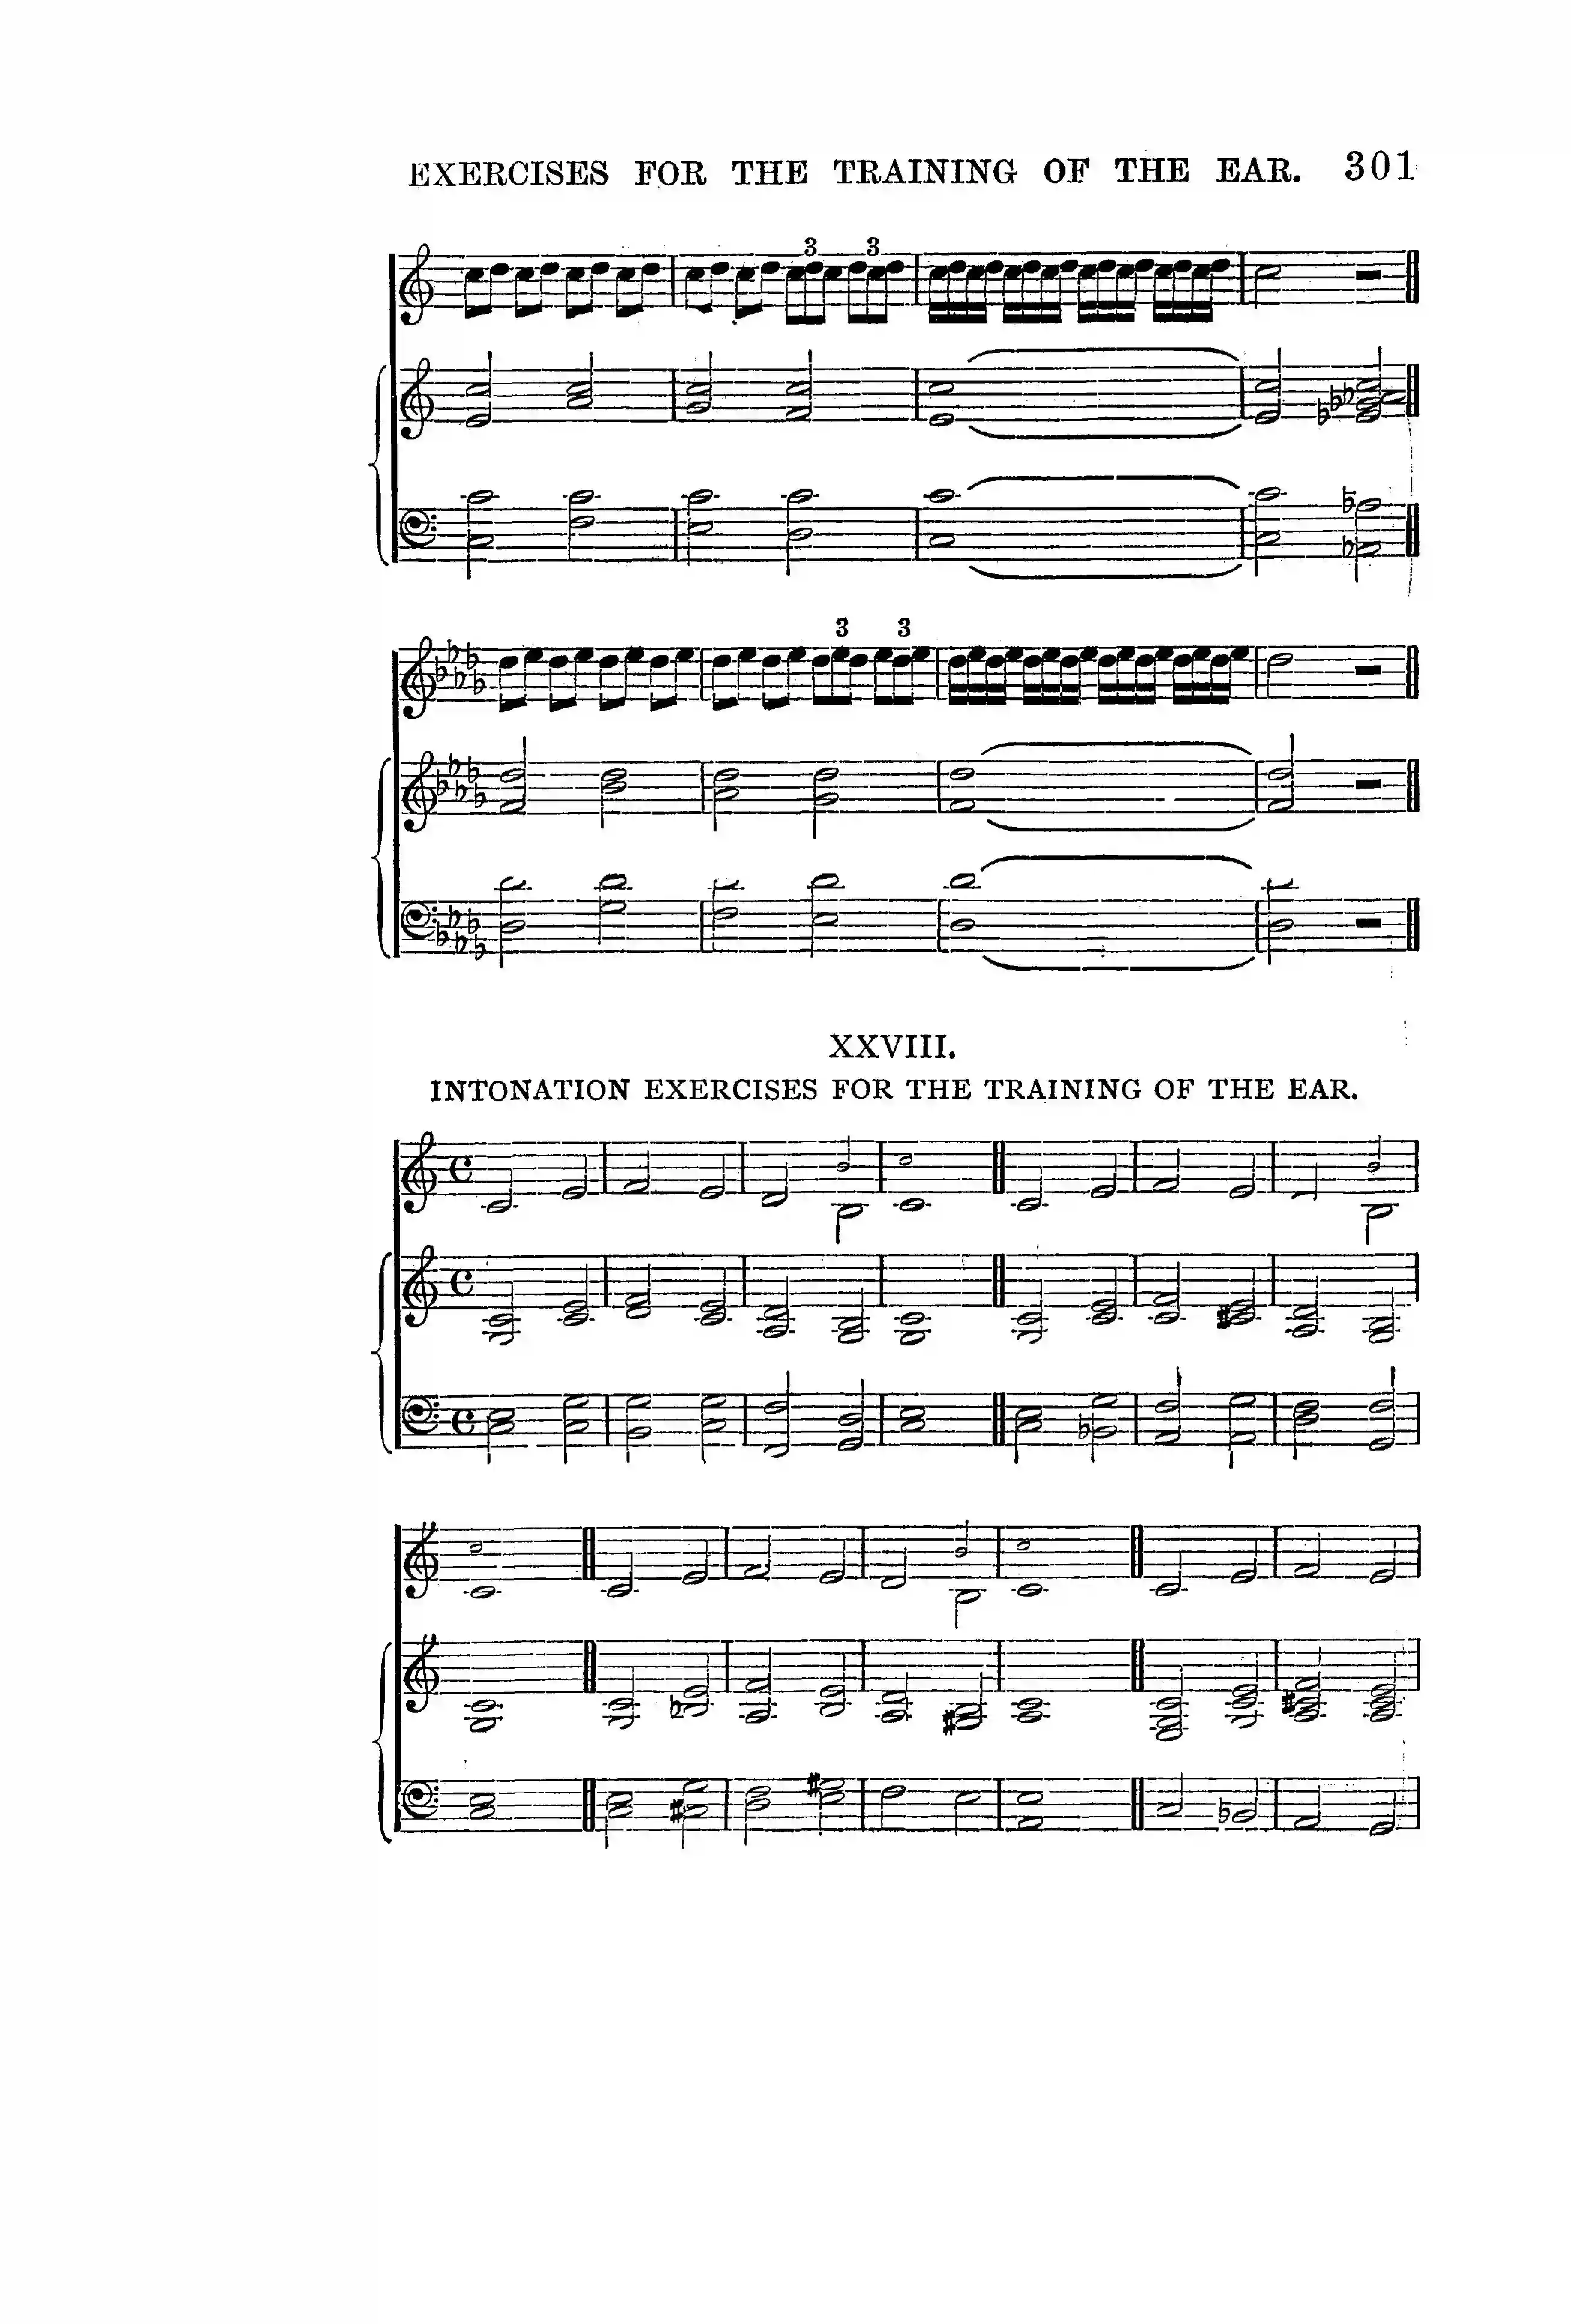 EXERCISES FOR THE TRAINING OF THE EAR. 301
3 3
3 3
XXVIII.
INTONATION EXERCISES FOR THE TRAINING OF THE EAR.